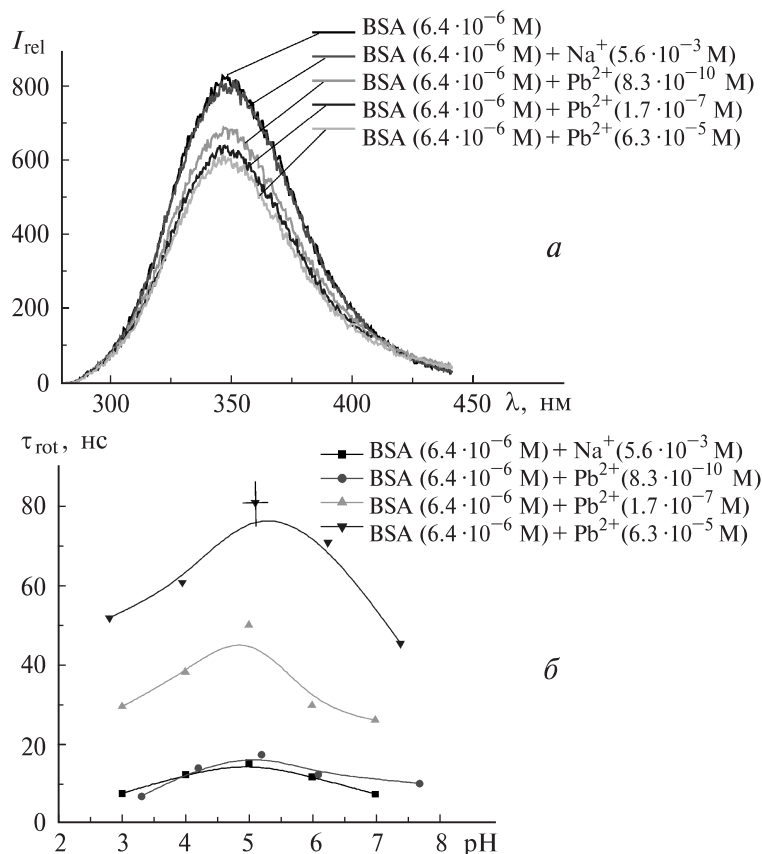 I rel
BSA (6.4·10⁻⁶ M)
BSA (6.4·10⁻⁶ M) + Na⁺(5.6·10⁻³ M)
BSA (6.4·10⁻⁶ M) + Pb²⁺(8.3·10⁻¹⁰ M)
BSA (6.4·10⁻⁶ M) + Pb²⁺(1.7·10⁻⁷ M)
BSA (6.4·10⁻⁶ M) + Pb²⁺(6.3·10⁻⁵ M)
800
600
400
200
0
а
300 350 400 450
λ, нм
τ rot, нс
BSA (6.4·10⁻⁶ M) + Na⁺(5.6·10⁻³ M)
BSA (6.4·10⁻⁶ M) + Pb²⁺(8.3·10⁻¹⁰ M)
BSA (6.4·10⁻⁶ M) + Pb²⁺(1.7·10⁻⁷ M)
BSA (6.4·10⁻⁶ M) + Pb²⁺(6.3·10⁻⁵ M)
80
60
40
20
0
б
2 3 4 5 6 7 8 pH